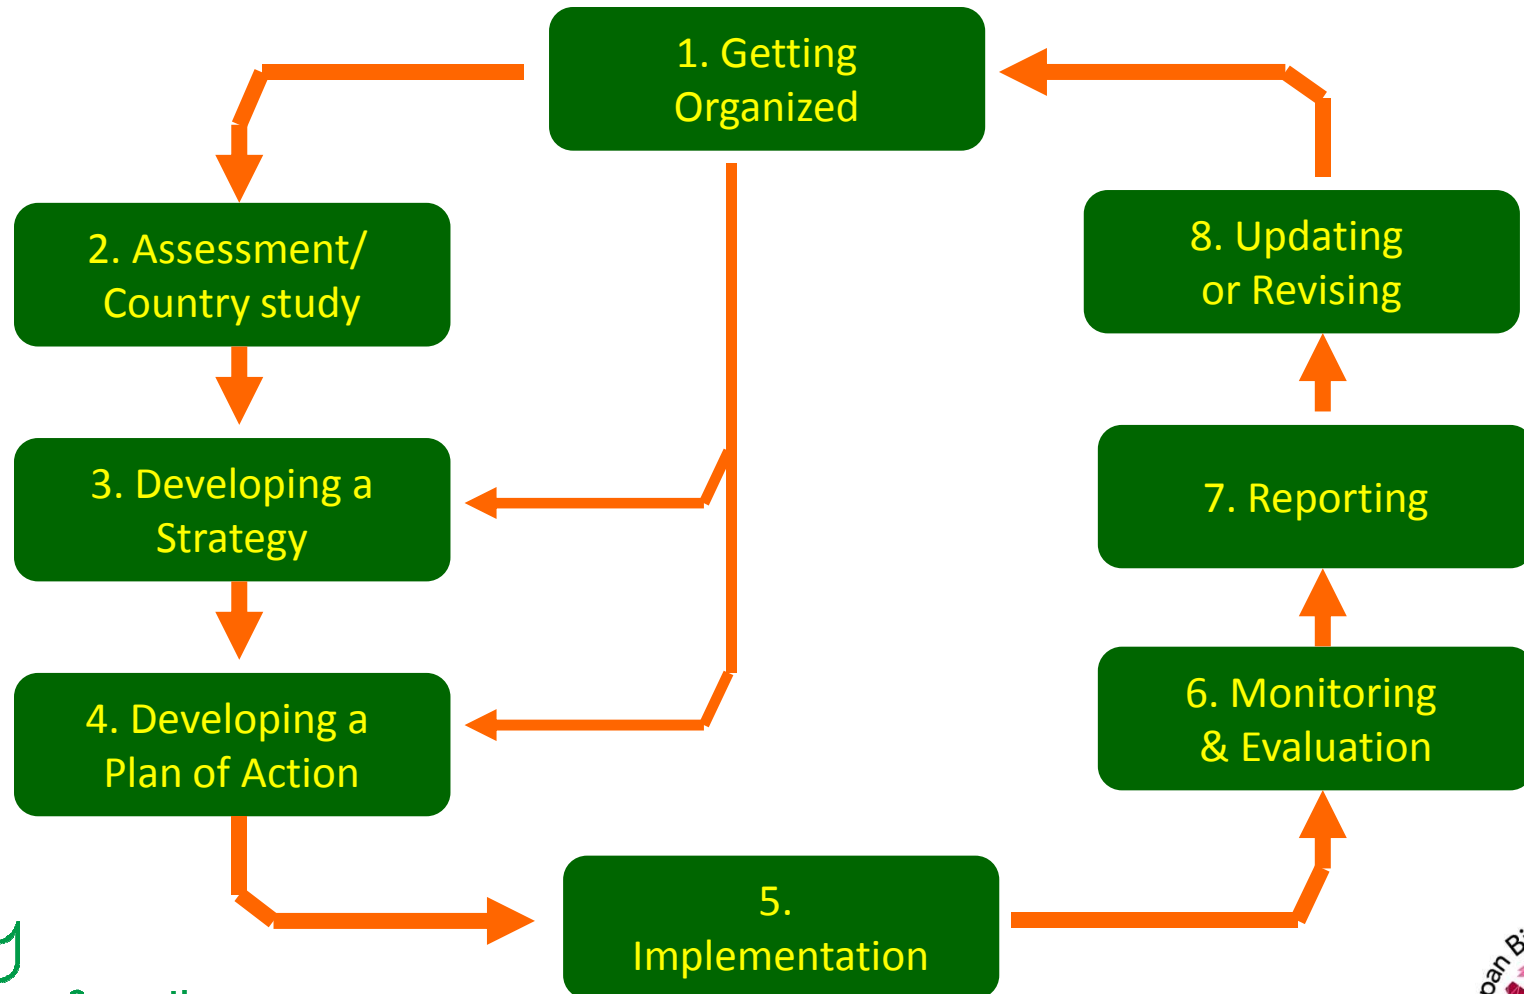 1. Getting
Organized
2. Assessment/
Country study
3. Developing a
Strategy
4. Developing a
Plan of Action
5.
Implementation
6. Monitoring
& Evaluation
7. Reporting
8. Updating
or Revising